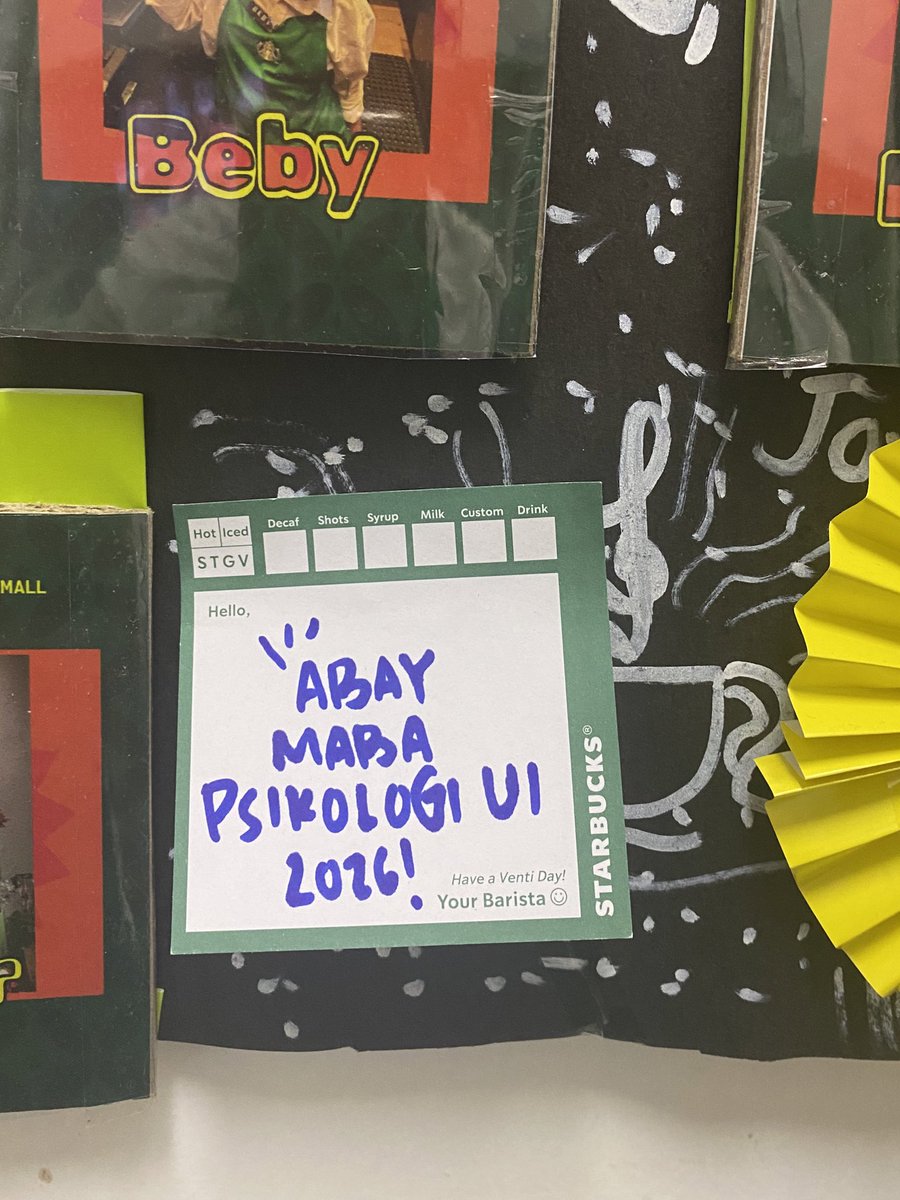 Beby
Ja
MALL
Hot Iced Decaf Shots Syrup Milk Custom Drink
S T G V
Hello,
ABAY
MABA
PSIKOLOGI UI
2026!
Have a Venti Day!
Your Barista
STARBUCKS®